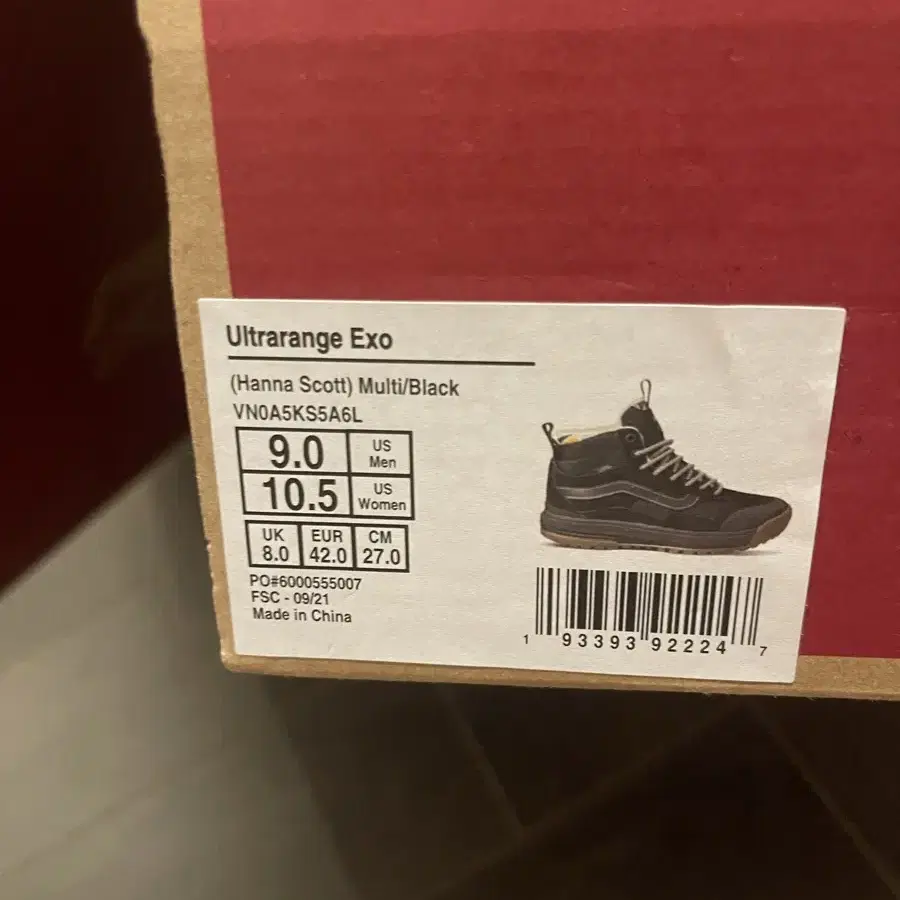 Ultrarange Exo
(Hanna Scott) Multi/Black
VN0A5KS5A6L
9.0 US Men
10.5 US Women
UK EUR CM
8.0 42.0 27.0
PO#6000555007
FSC - 09/21
Made in China
1 93393 92224 7